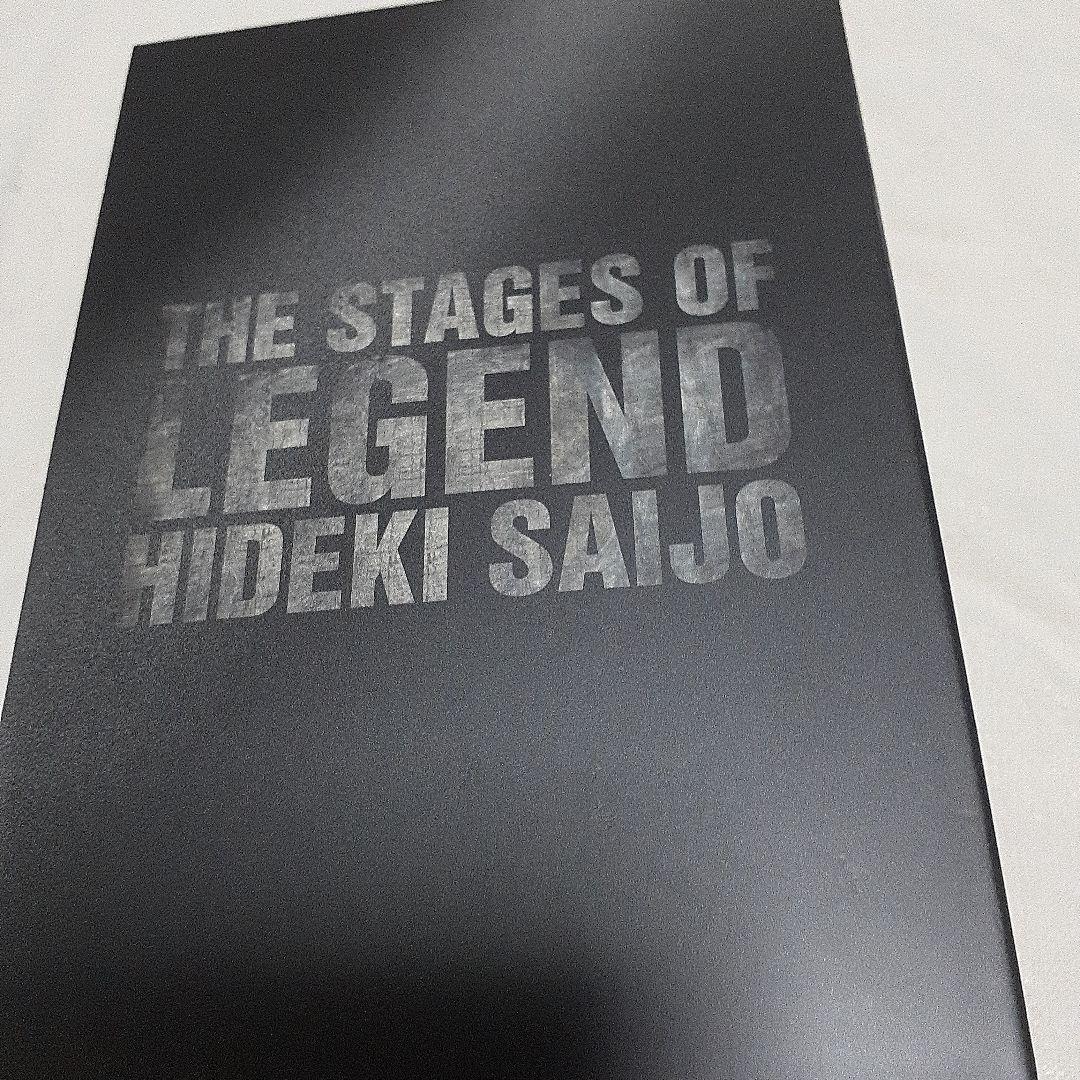 THE STAGES OF
LEGEND
HIDEKI SAIJO